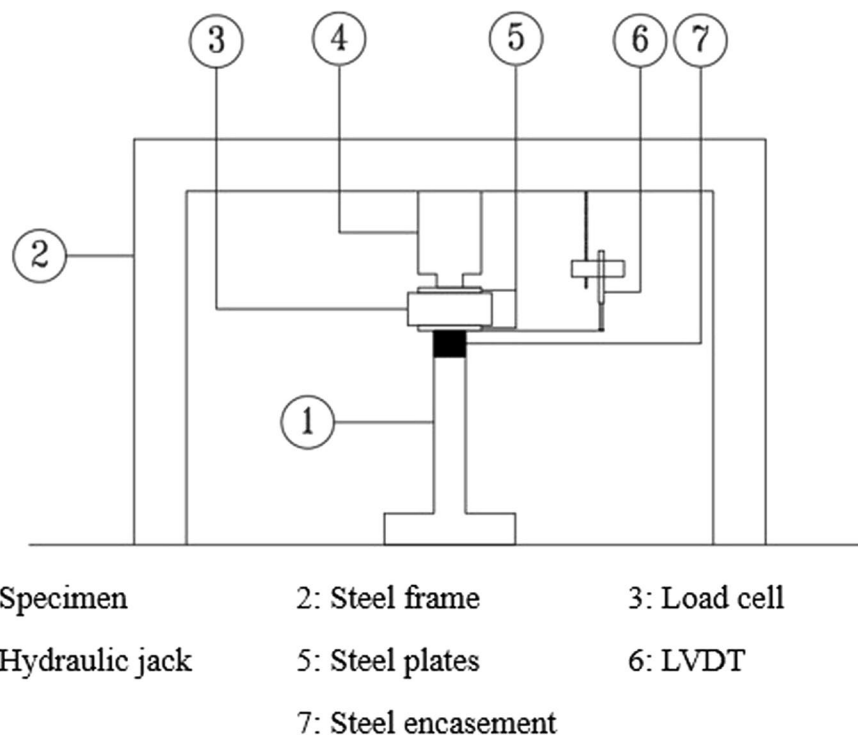 3 4 5 6 7
2
1
Specimen 2: Steel frame 3: Load cell
Hydraulic jack 5: Steel plates 6: LVDT
7: Steel encasement